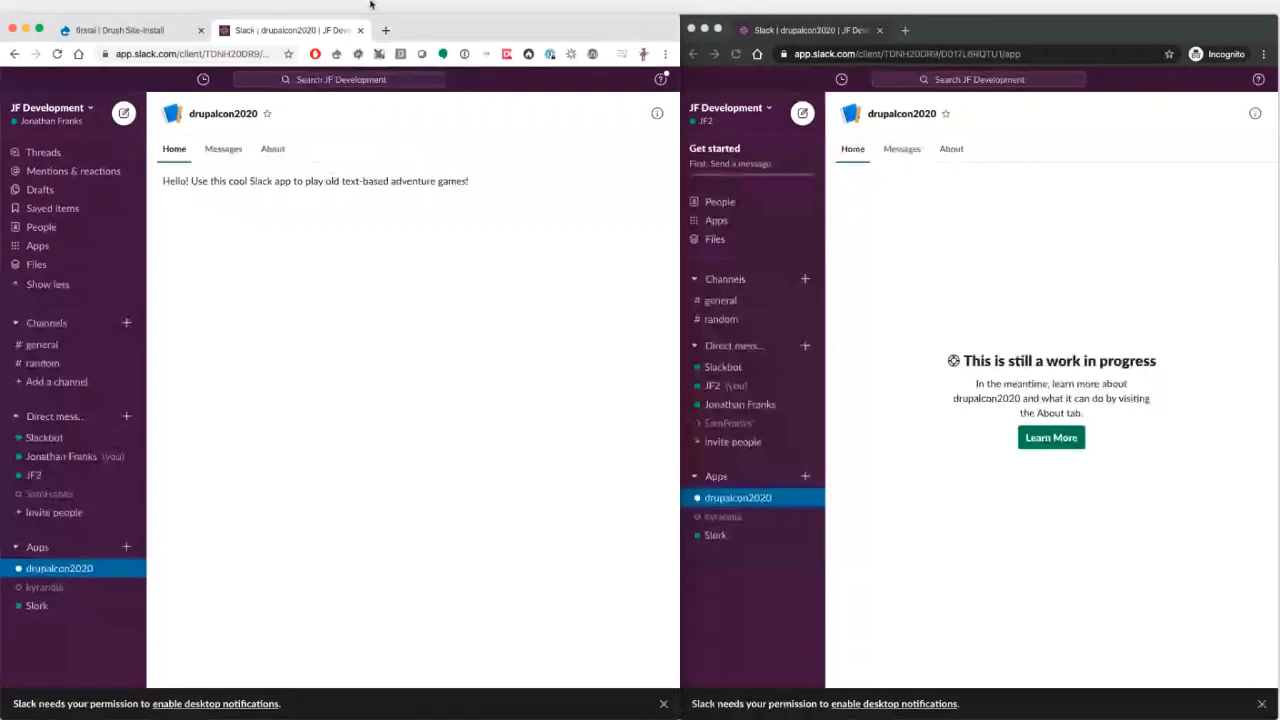 firsrai | Drush Site-Install
Slack | drupalcon2020 | JF Deve
app.slack.com/client/TDNH20DR9/...
Search JF Development
JF Development
Jonathan Franks
Threads
Mentions & reactions
Drafts
Saved items
People
Apps
Files
Show less
Channels
# general
# random
+ Add a channel
Direct mess...
Slackbot
Jonathan Franks (you)
JF2
SamFranks
+ Invite people
Apps
drupalcon2020
kyrandia
Slork
drupalcon2020
Home Messages About
Hello! Use this cool Slack app to play old text-based adventure games!
Slack needs your permission to enable desktop notifications.
Slack | drupalcon2020 | JF Deve
app.slack.com/client/TDNH20DR9/D017L6RQTU1/app
Incognito
Search JF Development
JF Development
JF2
Get started
First: Send a message
People
Apps
Files
Channels
# general
# random
Direct mess...
Slackbot
JF2 (you)
Jonathan Franks
SamFranks
+ Invite people
Apps
drupalcon2020
kyrandia
Slork
drupalcon2020
Home Messages About
This is still a work in progress
In the meantime, learn more about
drupalcon2020 and what it can do by visiting
the About tab.
Learn More
Slack needs your permission to enable desktop notifications.